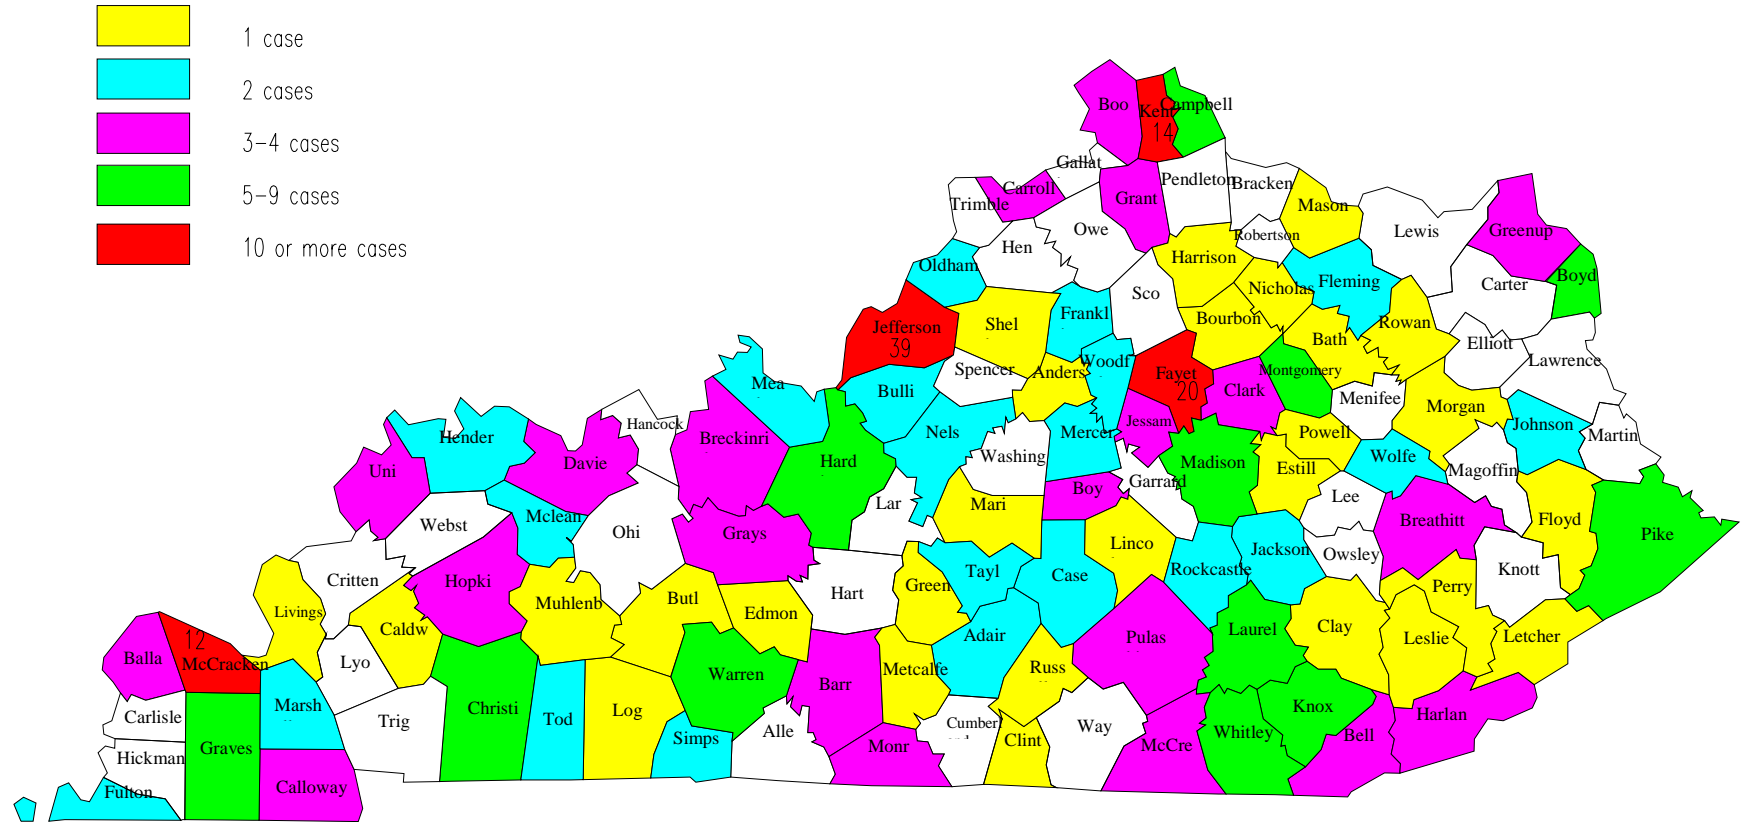 1 case
2 cases
3-4 cases
5-9 cases
10 or more cases
Boo
Kent
Campbell
14
Gallat
Carroll
Trimble
Grant
Pendleton
Bracken
Mason
Owe
Hen
Robertson
Lewis
Greenup
Oldham
Harrison
Fleming
Boyd
Sco
Nicholas
Carter
Jefferson
39
Shel
Frankl
Bourbon
Rowan
Bath
Elliott
Lawrence
Mea
Bulli
Spencer
Anders
Woodf
Fayet
20
Clark
Montgomery
Menifee
Morgan
Hancock
Breckinri
Nels
Mercer
Jessam
Powell
Johnson
Martin
Hender
Uni
Davie
Hard
Washing
Madison
Estill
Wolfe
Magoffin
Garrard
Boy
Lee
Webst
Mclean
Ohi
Grays
Lar
Mari
Breathitt
Floyd
Pike
Linco
Jackson
Owsley
Rockcastle
Knott
Critten
Hopki
Muhlenb
Butl
Edmon
Hart
Green
Tayl
Case
Perry
Livings
Caldw
Adair
Pulas
Laurel
Clay
Leslie
Letcher
12
McCracken
Balla
Lyo
Warren
Barr
Metcalfe
Russ
Carlisle
Marsh
Trig
Christi
Tod
Log
Simps
Alle
Monr
Cumberl
Clint
Way
McCre
Whitley
Knox
Bell
Harlan
Hickman
Graves
Fulton
Calloway